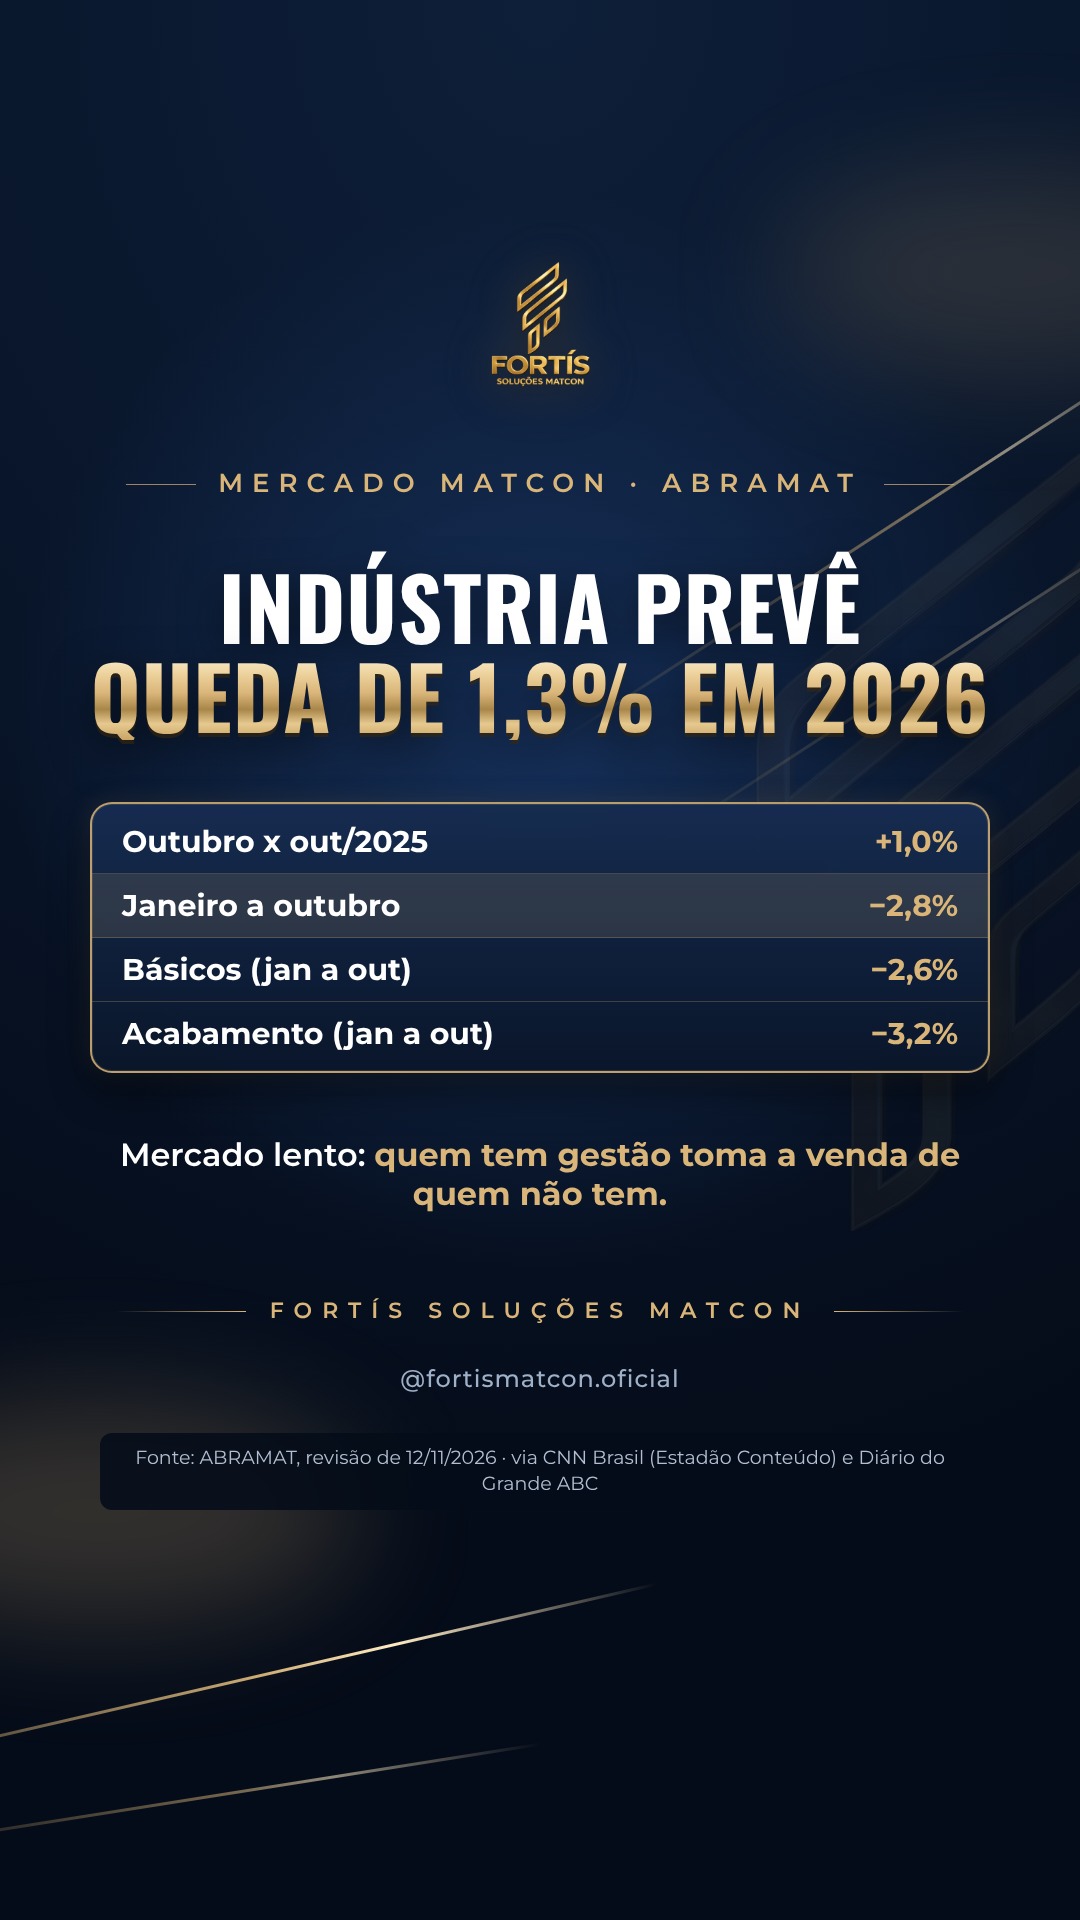 FORTÍS
SOLUÇÕES MATCON
MERCADO MATCON · ABRAMAT
INDÚSTRIA PREVÊ
QUEDA DE 1,3% EM 2026
Outubro x out/2025 +1,0%
Janeiro a outubro −2,8%
Básicos (jan a out) −2,6%
Acabamento (jan a out) −3,2%
Mercado lento: quem tem gestão toma a venda de
quem não tem.
FORTÍS SOLUÇÕES MATCON
@fortismatcon.oficial
Fonte: ABRAMAT, revisão de 12/11/2026 · via CNN Brasil (Estadão Conteúdo) e Diário do
Grande ABC